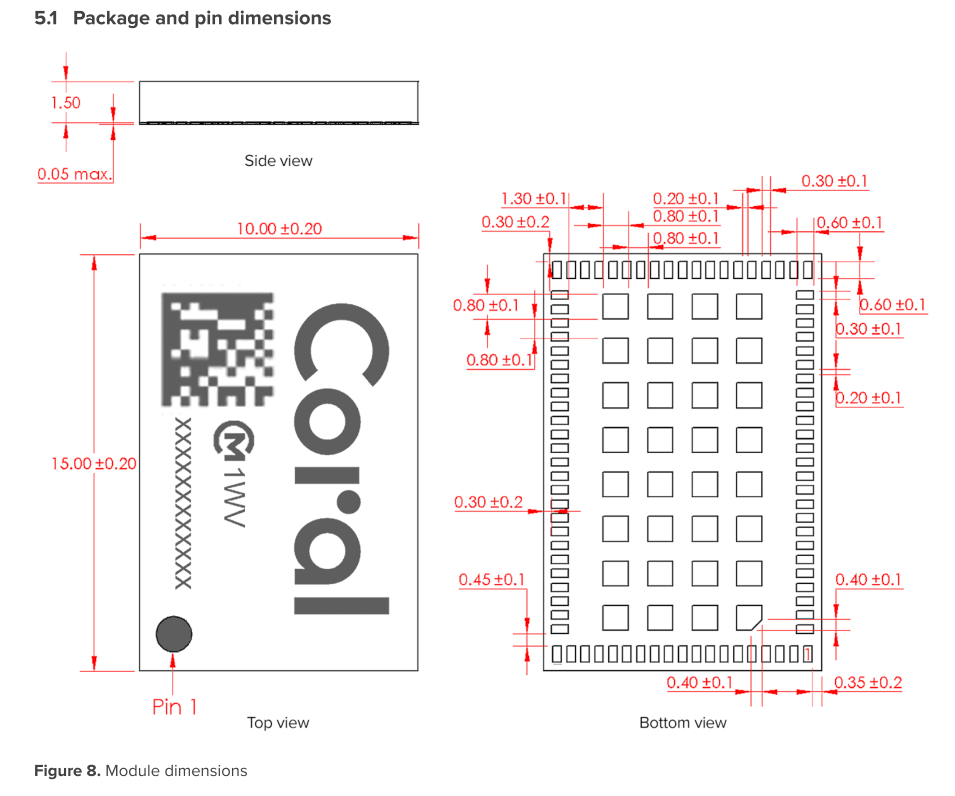 5.1 Package and pin dimensions
1.50
0.05 max.
Side view
10.00 ±0.20
15.00 ±0.20
Coral
M 1WV
XXXXXXXXXXXXX
Pin 1
Top view
1.30 ±0.1
0.20 ±0.1
0.30 ±0.1
0.30 ±0.2
0.80 ±0.1
0.60 ±0.1
0.80 ±0.1
0.80 ±0.1
0.60 ±0.1
0.30 ±0.1
0.80 ±0.1
0.20 ±0.1
0.30 ±0.2
0.45 ±0.1
0.40 ±0.1
1
0.40 ±0.1
0.35 ±0.2
Bottom view
Figure 8. Module dimensions